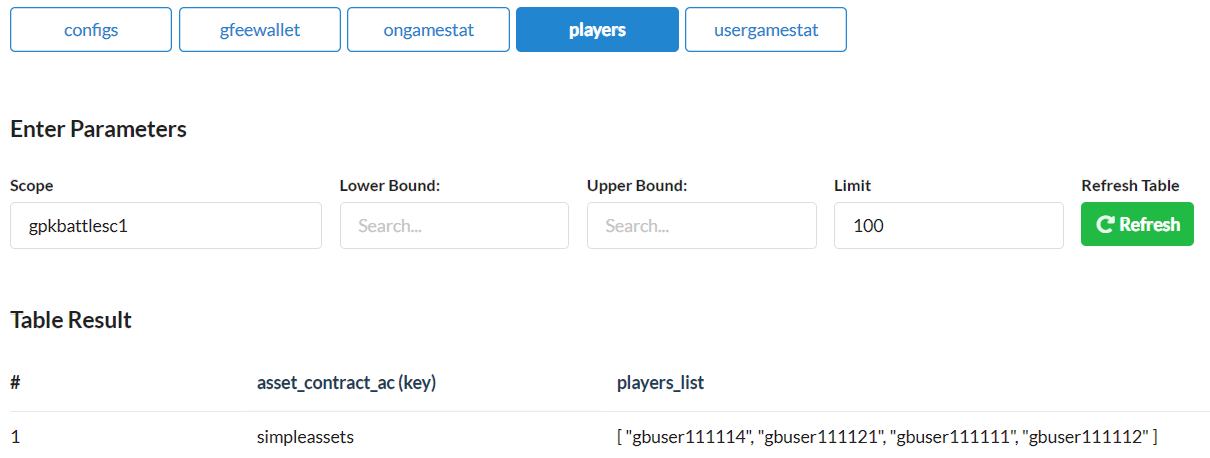 configs gfeewallet ongamestat players usergamestat
Enter Parameters
Scope Lower Bound: Upper Bound: Limit Refresh Table
gpkbattlesc1 Search... Search... 100 Refresh
Table Result
# asset_contract_ac (key) players_list
1 simpleassets [ "gbuser111114", "gbuser111121", "gbuser111111", "gbuser111112" ]